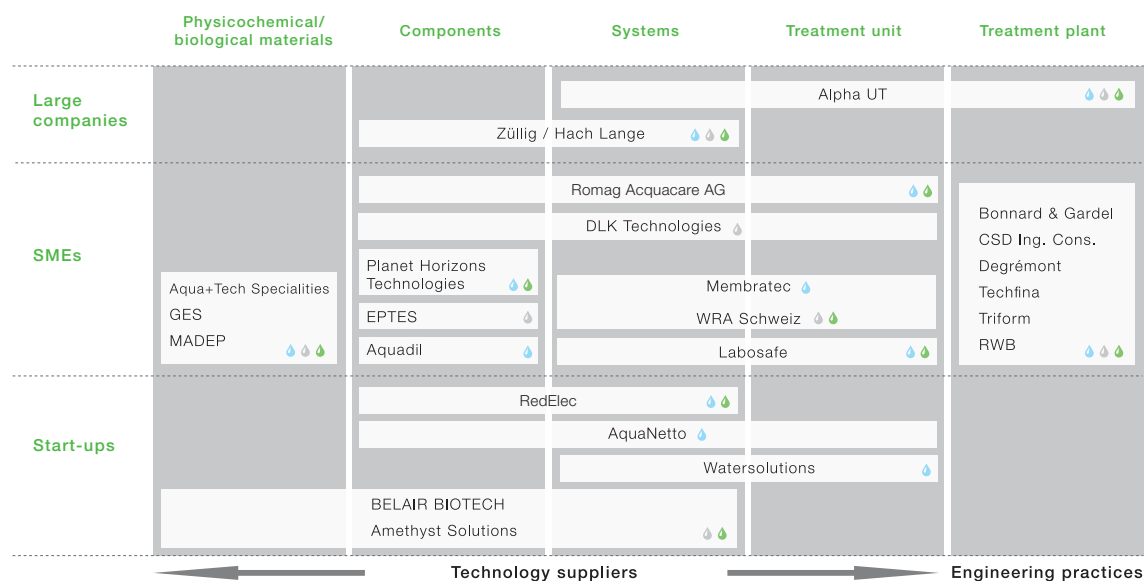 Physicochemical/
biological materials
Components
Systems
Treatment unit
Treatment plant
Large
companies
Alpha UT
Züllig / Hach Lange
SMEs
Romag Acquacare AG
DLK Technologies
Planet Horizons
Technologies
EPTES
Aquadil
Aqua+Tech Specialities
GES
MADEP
Membratec
WRA Schweiz
Labosafe
Bonnard & Gardel
CSD Ing. Cons.
Degrémont
Techfina
Triform
RWB
Start-ups
RedElec
AquaNetto
Watersolutions
BELAIR BIOTECH
Amethyst Solutions
Technology suppliers
Engineering practices